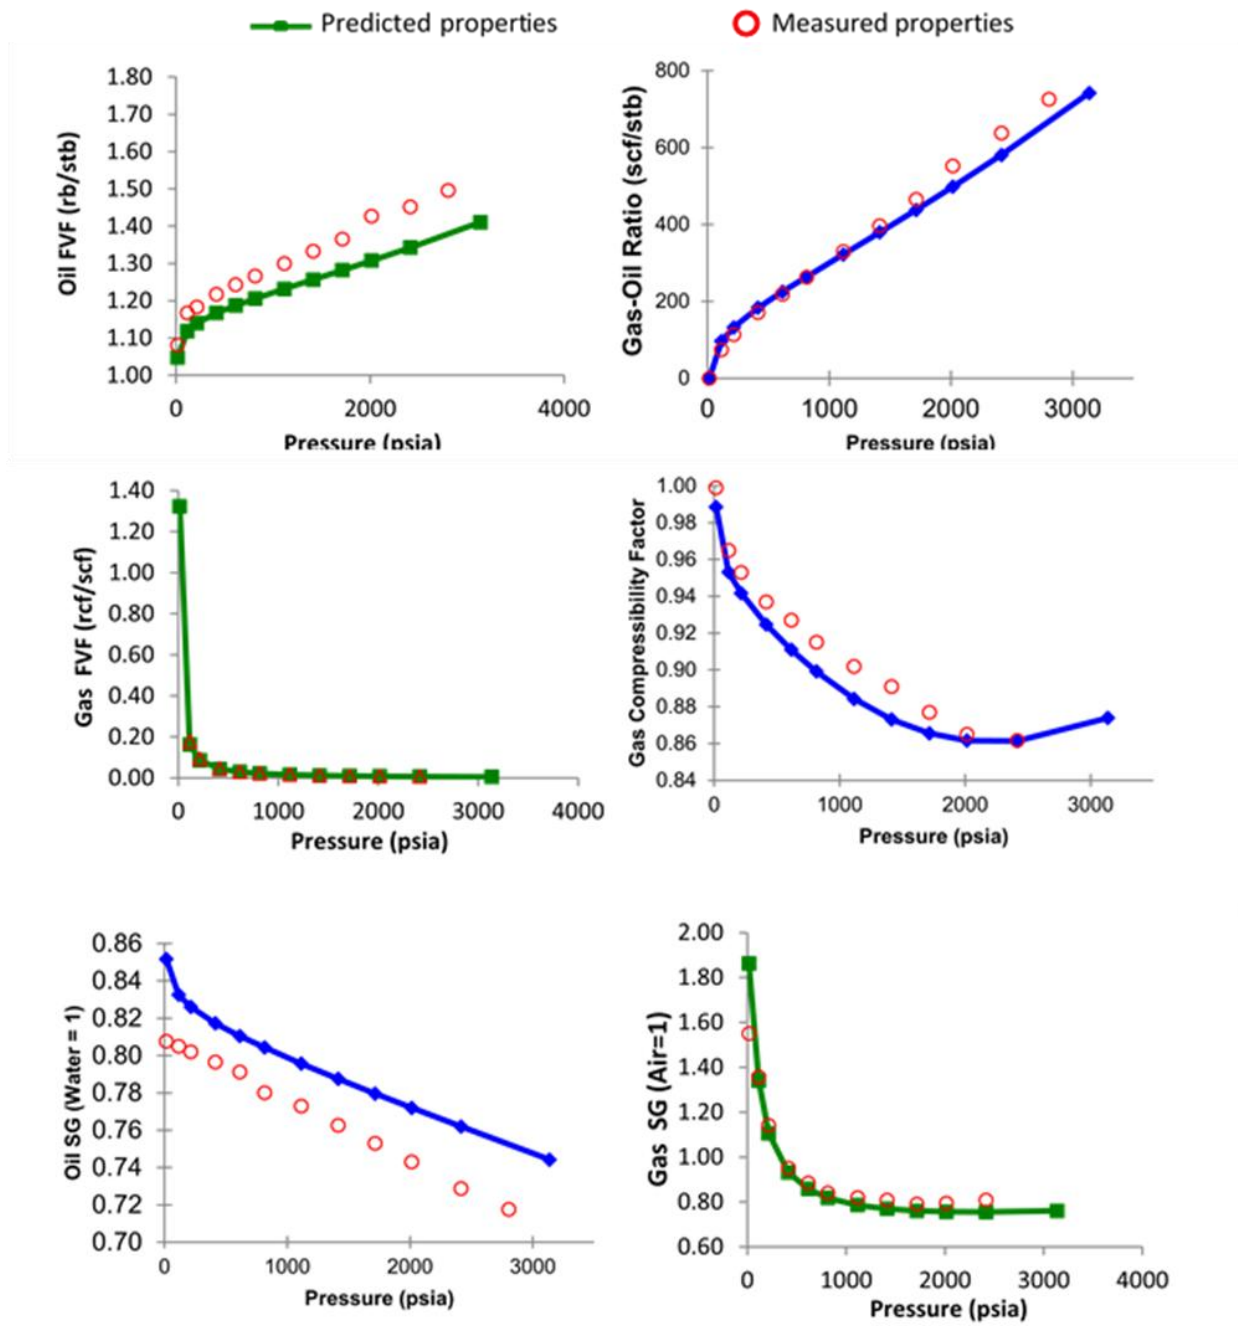 Predicted properties
Measured properties
Oil FVF (rb/stb)
1.80
1.70
1.60
1.50
1.40
1.30
1.20
1.10
1.00
0 2000 4000
Pressure (psia)
Gas-Oil Ratio (scf/stb)
800
600
400
200
0
0 1000 2000 3000
Pressure (psia)
Gas FVF (rcf/scf)
1.40
1.20
1.00
0.80
0.60
0.40
0.20
0.00
0 1000 2000 3000 4000
Pressure (psia)
Gas Compressibility Factor
1.00
0.98
0.96
0.94
0.92
0.90
0.88
0.86
0.84
0 1000 2000 3000
Pressure (psia)
Oil SG (Water = 1)
0.86
0.84
0.82
0.80
0.78
0.76
0.74
0.72
0.70
0 1000 2000 3000
Pressure (psia)
Gas SG (Air=1)
2.00
1.80
1.60
1.40
1.20
1.00
0.80
0.60
0 1000 2000 3000 4000
Pressure (psia)